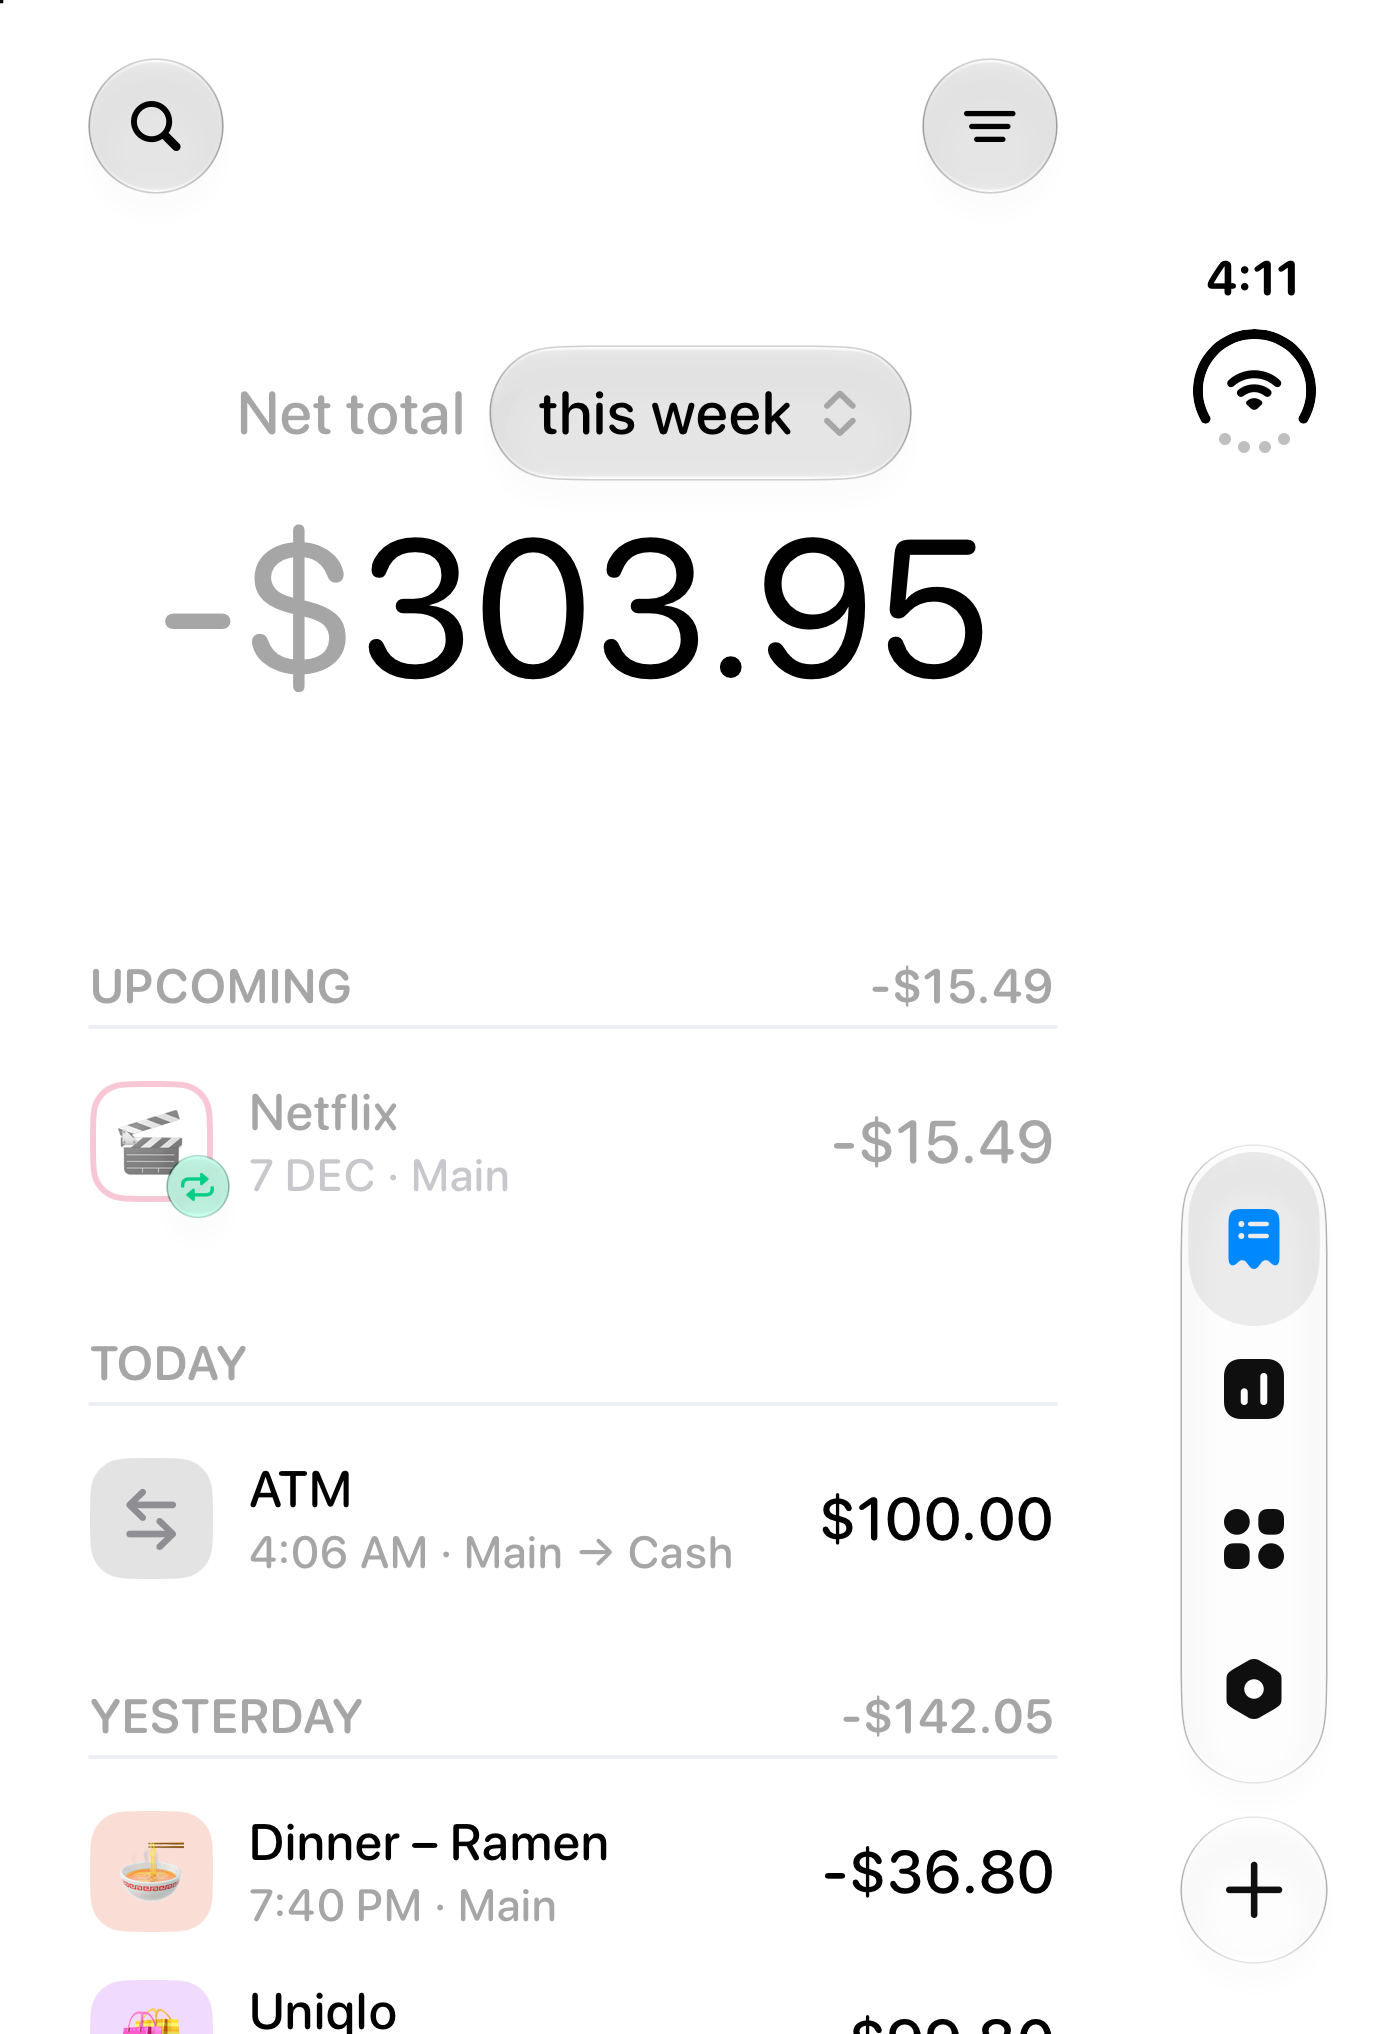 4:11
Net total this week
-$303.95
UPCOMING -$15.49
Netflix
-$15.49
7 DEC · Main
TODAY
ATM
$100.00
4:06 AM · Main → Cash
YESTERDAY -$142.05
Dinner – Ramen
-$36.80
7:40 PM · Main
Uniqlo